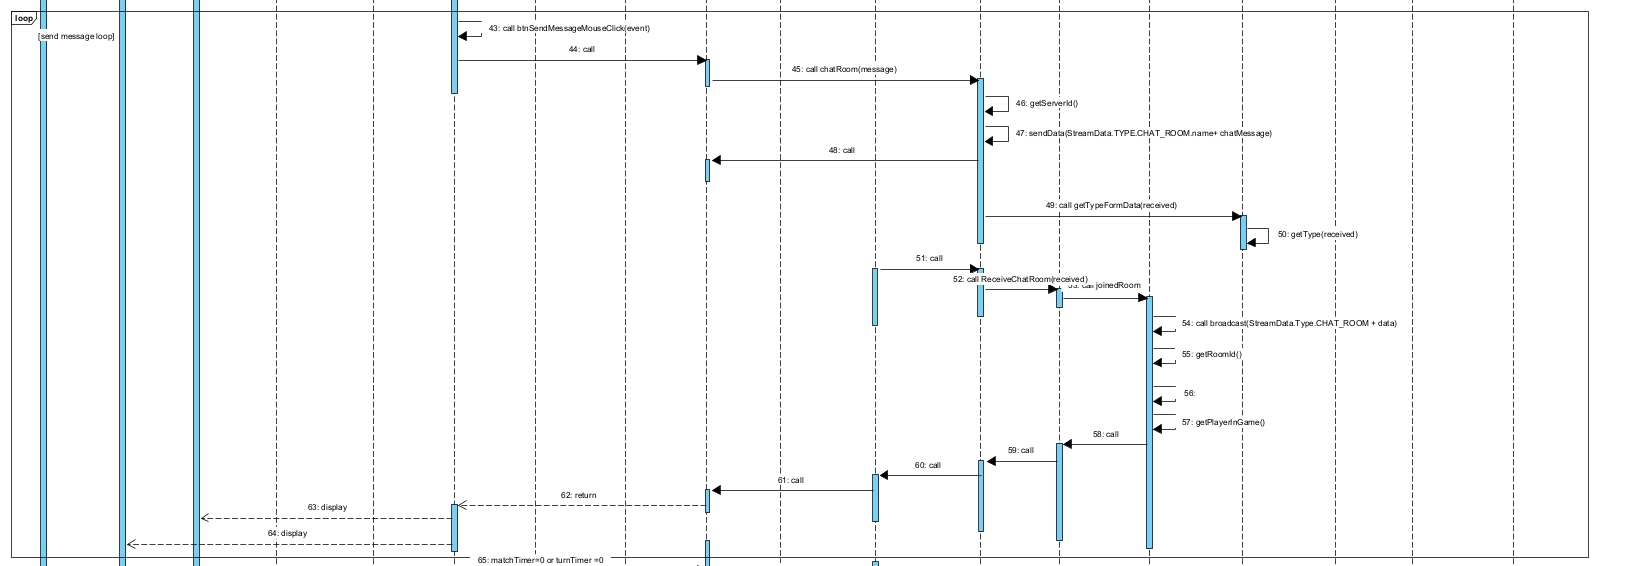 loop
[send message loop]
43: call btnSendMessageMouseClick(event)
44: call
45: call chatRoom(message)
46: getServerId()
47: sendData(StreamData.TYPE.CHAT_ROOM.name+ chatMessage)
48: call
49: call getTypeFormData(received)
50: getType(received)
51: call
52: call ReceiveChatRoom(received)
joinedRoom
54: call broadcast(StreamData.Type.CHAT_ROOM + data)
55: getRoomId()
56:
57: getPlayerInGame()
58: call
59: call
60: call
61: call
62: return
63: display
64: display
65: matchTimer=0 or turnTimer =0